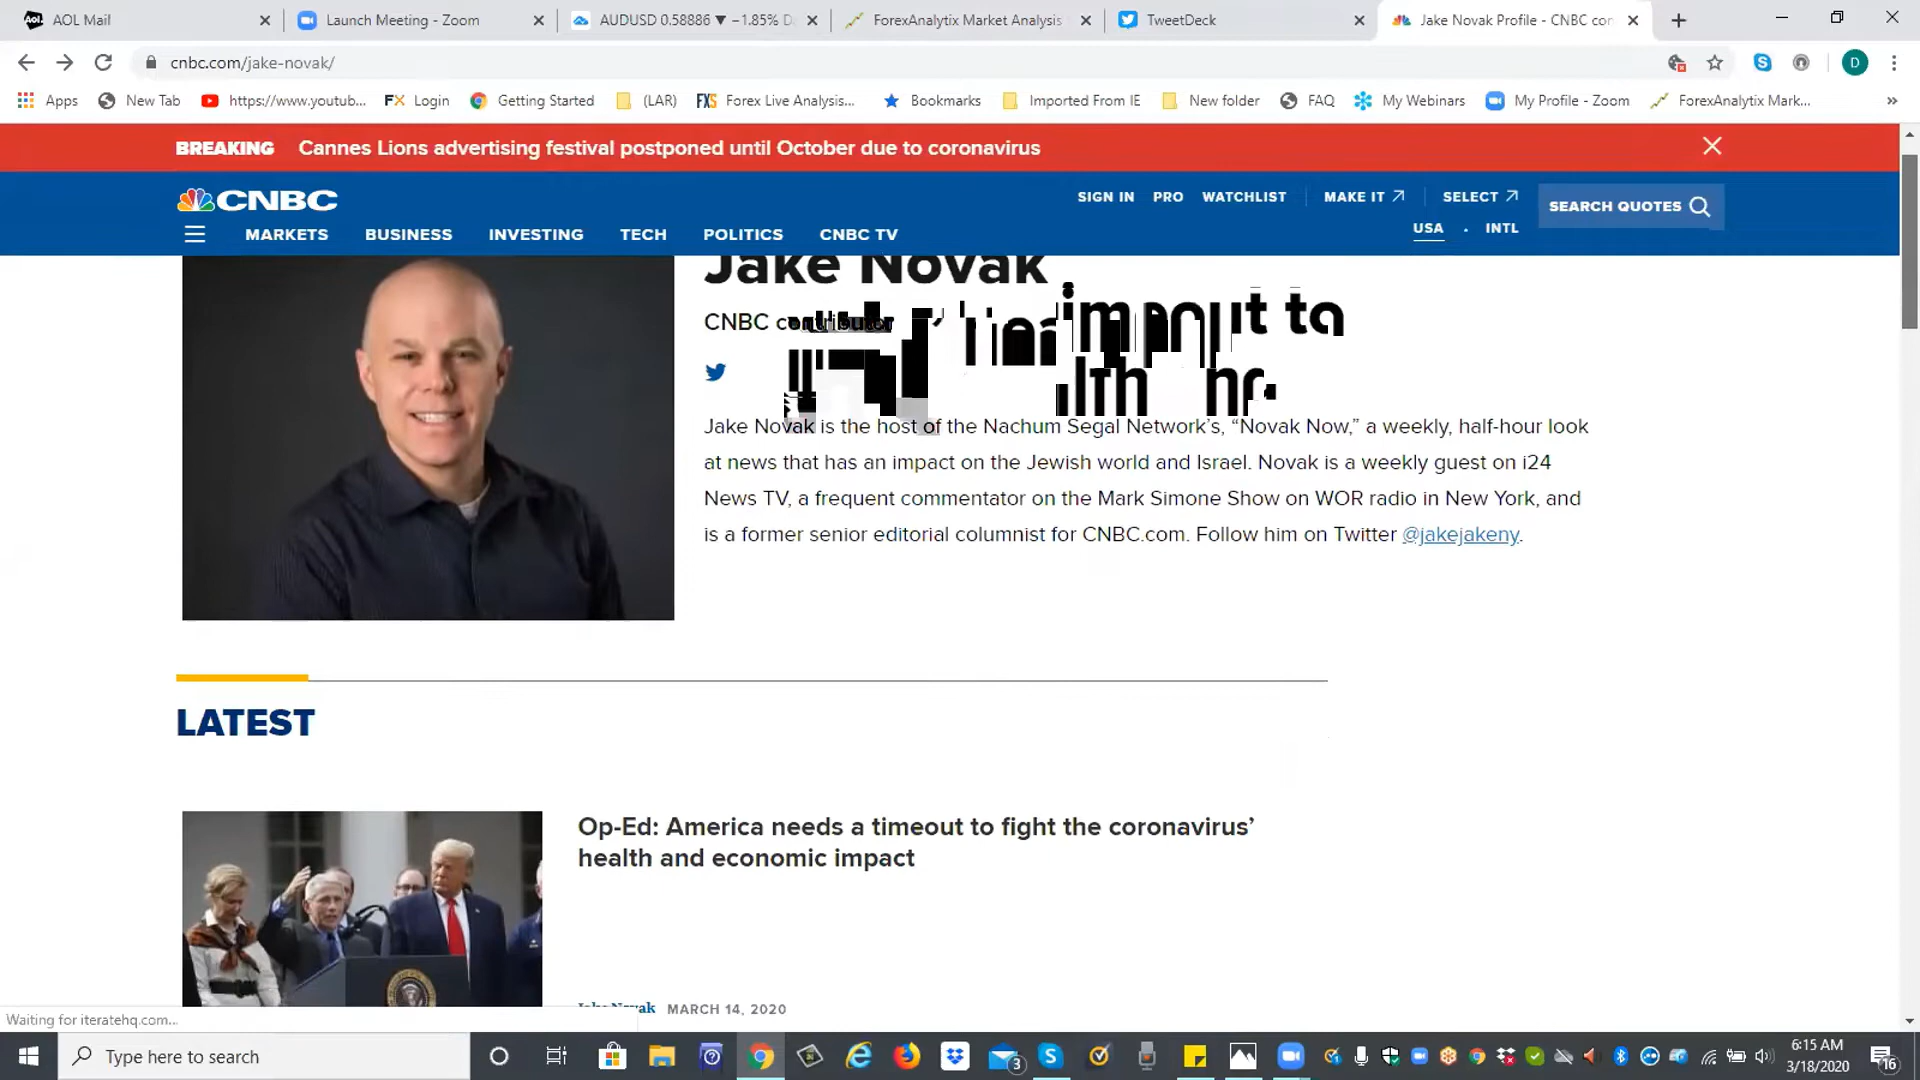 AOL Mail
Launch Meeting - Zoom
AUDUSD 0.58886 ▼ −1.85% D
ForexAnalytix Market Analysis
TweetDeck
Jake Novak Profile - CNBC con
cnbc.com/jake-novak/
D
Apps
New Tab
https://www.youtub...
FX Login
Getting Started
(LAR)
FXS Forex Live Analysis...
Bookmarks
Imported From IE
New folder
FAQ
My Webinars
My Profile - Zoom
ForexAnalytix Mark...
»
BREAKING Cannes Lions advertising festival postponed until October due to coronavirus
CNBC
SIGN IN PRO WATCHLIST MAKE IT SELECT
SEARCH QUOTES
USA · INTL
MARKETS BUSINESS INVESTING TECH POLITICS CNBC TV
Jake Novak
CNBC contributor
Jake Novak is the host of the Nachum Segal Network’s, “Novak Now,” a weekly, half-hour look
at news that has an impact on the Jewish world and Israel. Novak is a weekly guest on i24
News TV, a frequent commentator on the Mark Simone Show on WOR radio in New York, and
is a former senior editorial columnist for CNBC.com. Follow him on Twitter @jakejakeny.
LATEST
Op-Ed: America needs a timeout to fight the coronavirus’
health and economic impact
Jake Novak MARCH 14, 2020
Waiting for iteratehq.com...
Type here to search
3
6:15 AM
3/18/2020
16